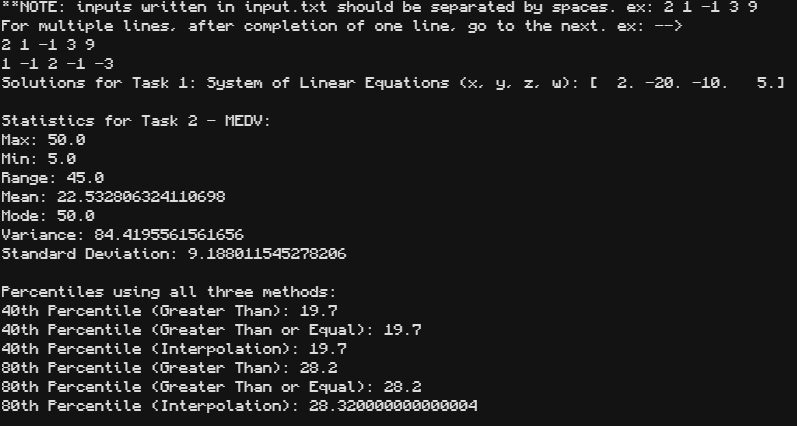 **NOTE: inputs written in input.txt should be separated by spaces. ex: 2 1 -1 3 9
For multiple lines, after completion of one line, go to the next. ex: -->
2 1 -1 3 9
1 -1 2 -1 -3
Solutions for Task 1: System of Linear Equations (x, y, z, w): [  2. -20. -10.   5.]

Statistics for Task 2 - MEDV:
Max: 50.0
Min: 5.0
Range: 45.0
Mean: 22.532806324110698
Mode: 50.0
Variance: 84.4195561561656
Standard Deviation: 9.188011545278206

Percentiles using all three methods:
40th Percentile (Greater Than): 19.7
40th Percentile (Greater Than or Equal): 19.7
40th Percentile (Interpolation): 19.7
80th Percentile (Greater Than): 28.2
80th Percentile (Greater Than or Equal): 28.2
80th Percentile (Interpolation): 28.320000000000004